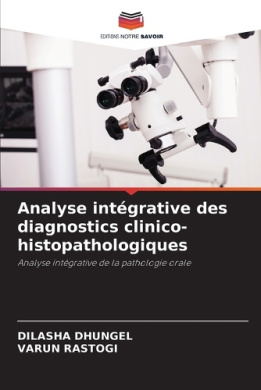 EDITIONS NOTRE SAVOIR
Analyse intégrative des
diagnostics clinico-
histopathologiques
Analyse intégrative de la pathologie orale
DILASHA DHUNGEL
VARUN RASTOGI